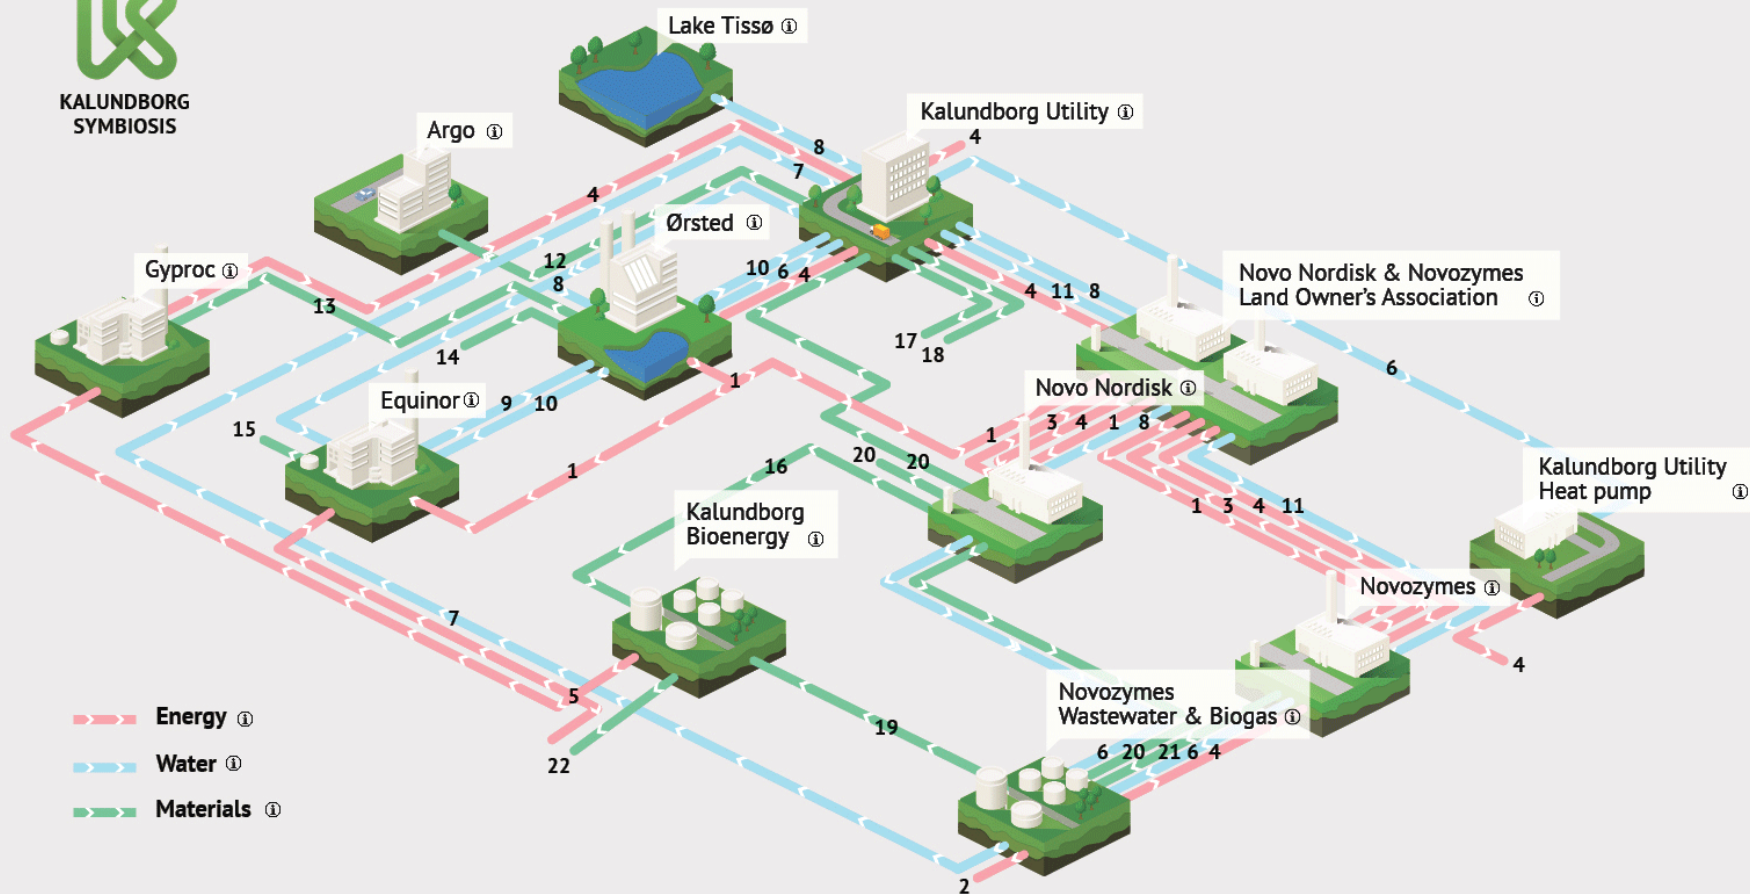 KALUNDBORG
SYMBIOSIS
Lake Tissø
Argo
Kalundborg Utility
4
8
7
4
Ørsted
Gyproc
12
8
10 6 4
13
4 11 8
Novo Nordisk & Novozymes
Land Owner's Association
14
17
18
6
1
Novo Nordisk
Equinor
9 10
15
1
3 4 1 8
1
16
20
20
Kalundborg Utility
Heat pump
Kalundborg
Bioenergy
1 3 4 11
Novozymes
7
4
5
Novozymes
Wastewater & Biogas
Energy
Water
Materials
19
22
6 20 21 6 4
2